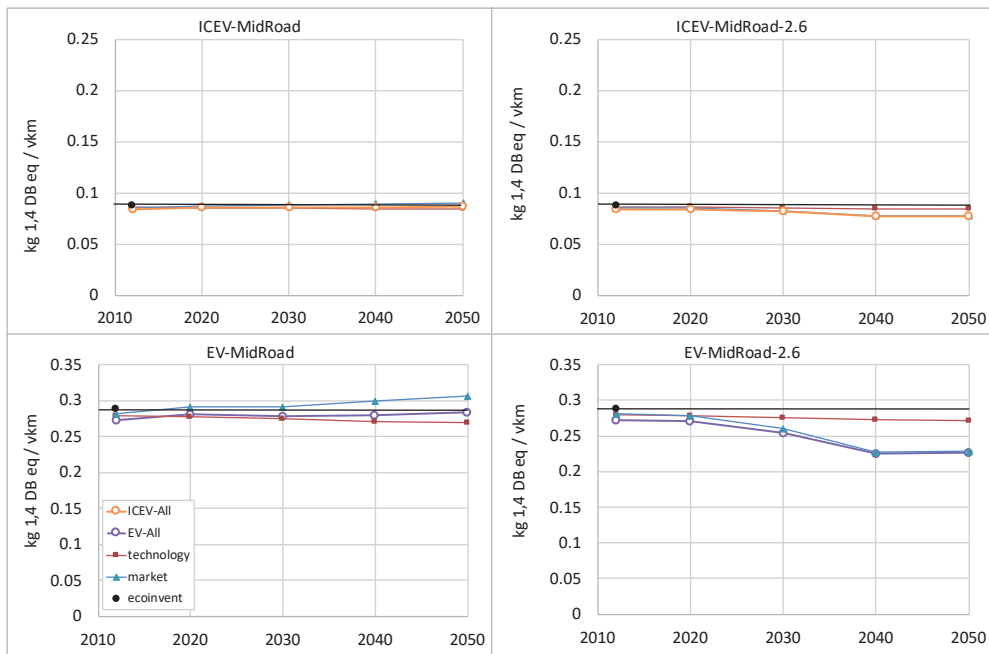 ICEV-MidRoad
kg 1,4 DB eq / vkm
0.25
0.2
0.15
0.1
0.05
0
2010 2020 2030 2040 2050
ICEV-MidRoad-2.6
kg 1,4 DB eq / vkm
0.25
0.2
0.15
0.1
0.05
0
2010 2020 2030 2040 2050
EV-MidRoad
kg 1,4 DB eq / vkm
0.35
0.3
0.25
0.2
0.15
0.1
0.05
0
ICEV-All
EV-All
technology
market
ecoinvent
2010 2020 2030 2040 2050
EV-MidRoad-2.6
kg 1,4 DB eq / vkm
0.35
0.3
0.25
0.2
0.15
0.1
0.05
0
2010 2020 2030 2040 2050